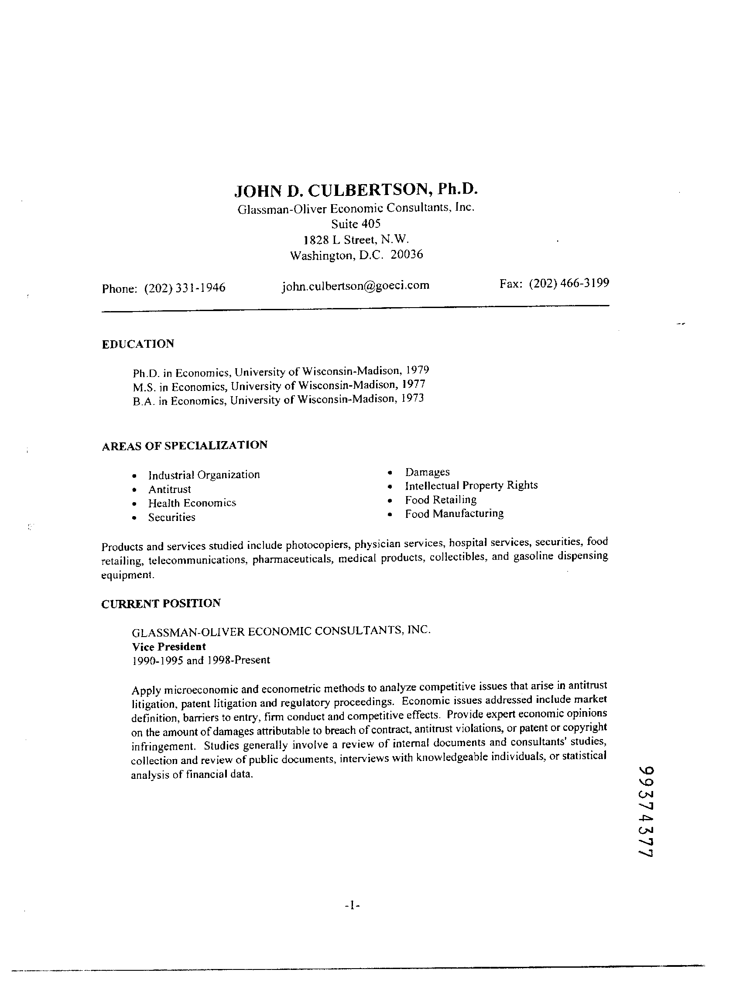 JOHN D. CULBERTSON, Ph.D.
Glassman-Oliver Economic Consultants, Inc.
Suite 405
1828 L Street, N.W.
Washington, D.C. 20036
Phone: (202) 331-1946 john.culbertson@goeci.com Fax: (202) 466-3199
EDUCATION
Ph.D. in Economics, University of Wisconsin-Madison, 1979
M.S. in Economics, University of Wisconsin-Madison, 1977
B.A. in Economics, University of Wisconsin-Madison, 1973
AREAS OF SPECIALIZATION
• Industrial Organization
• Antitrust
• Health Economics
• Securities
• Damages
• Intellectual Property Rights
• Food Retailing
• Food Manufacturing
Products and services studied include photocopiers, physician services, hospital services, securities, food
retailing, telecommunications, pharmaceuticals, medical products, collectibles, and gasoline dispensing
equipment.
CURRENT POSITION
GLASSMAN-OLIVER ECONOMIC CONSULTANTS, INC.
Vice President
1990-1995 and 1998-Present
Apply microeconomic and econometric methods to analyze competitive issues that arise in antitrust
litigation, patent litigation and regulatory proceedings. Economic issues addressed include market
definition, barriers to entry, firm conduct and competitive effects. Provide expert economic opinions
on the amount of damages attributable to breach of contract, antitrust violations, or patent or copyright
infringement. Studies generally involve a review of internal documents and consultants' studies,
collection and review of public documents, interviews with knowledgeable individuals, or statistical
analysis of financial data.
99374377
-1-